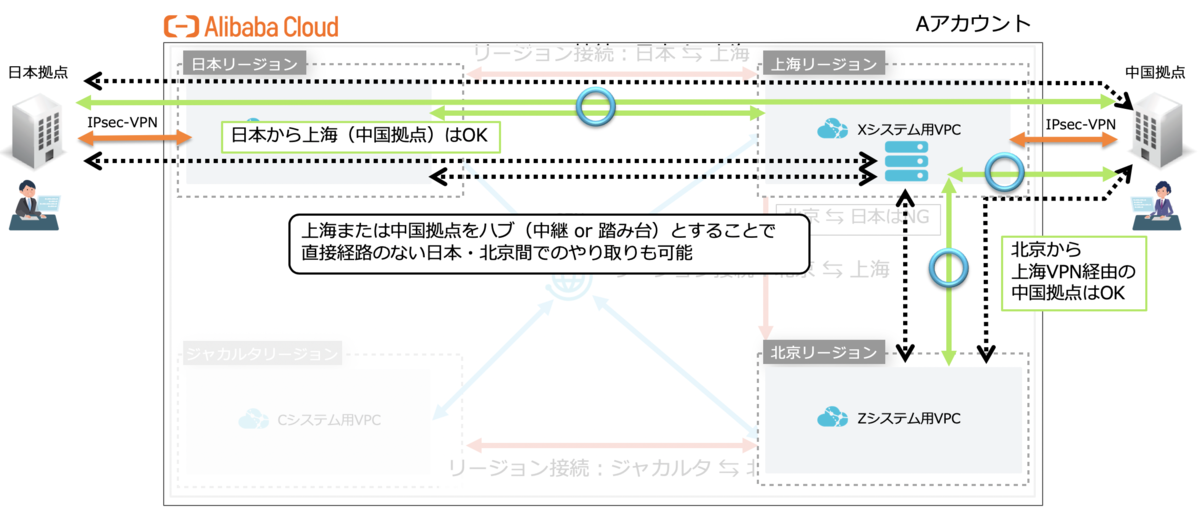 Alibaba Cloud
Aアカウント
リージョン接続：日本 ⇆ 上海
日本リージョン
上海リージョン
日本拠点
中国拠点
IPsec-VPN
日本から上海（中国拠点）はOK
Xシステム用VPC
IPsec-VPN
北京 ⇆ 日本はNG
上海または中国拠点をハブ（中継 or 踏み台）とすることで
直接経路のない日本・北京間でのやり取りも可能
北京から
上海VPN経由の
中国拠点はOK
リージョン接続：北京 ⇆ 上海
ジャカルタリージョン
北京リージョン
Cシステム用VPC
Zシステム用VPC
リージョン接続：ジャカルタ ⇆